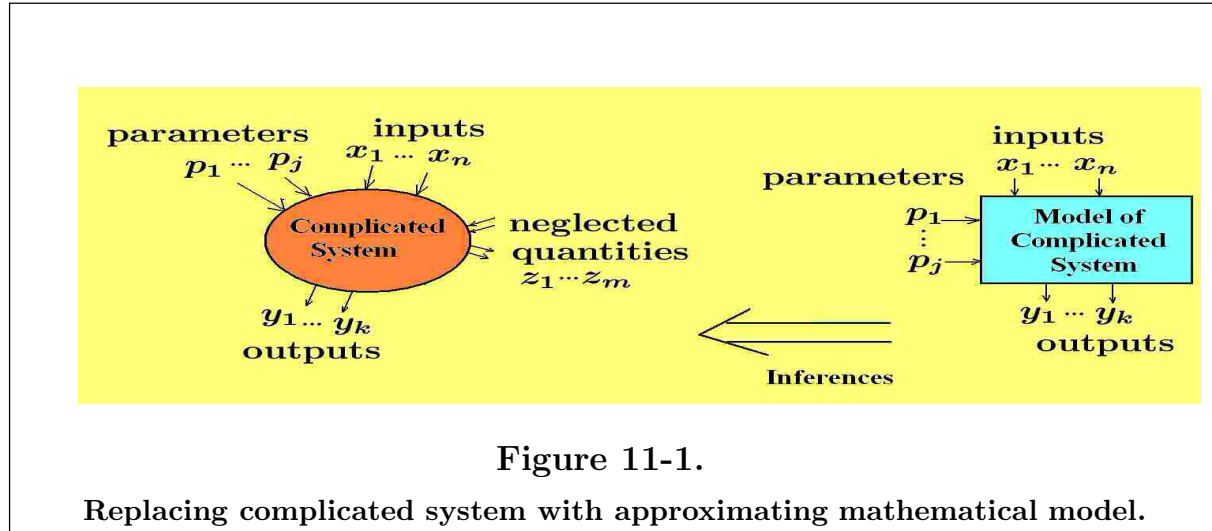 parameters
p₁ ... pⱼ
inputs
x₁ ... xₙ
Complicated
System
neglected
quantities
z₁ ... zₘ
y₁ ... yₖ
outputs
Inferences
inputs
x₁ ... xₙ
parameters
p₁
⋮
pⱼ
Model of
Complicated
System
y₁ ... yₖ
outputs
Figure 11-1.
Replacing complicated system with approximating mathematical model.